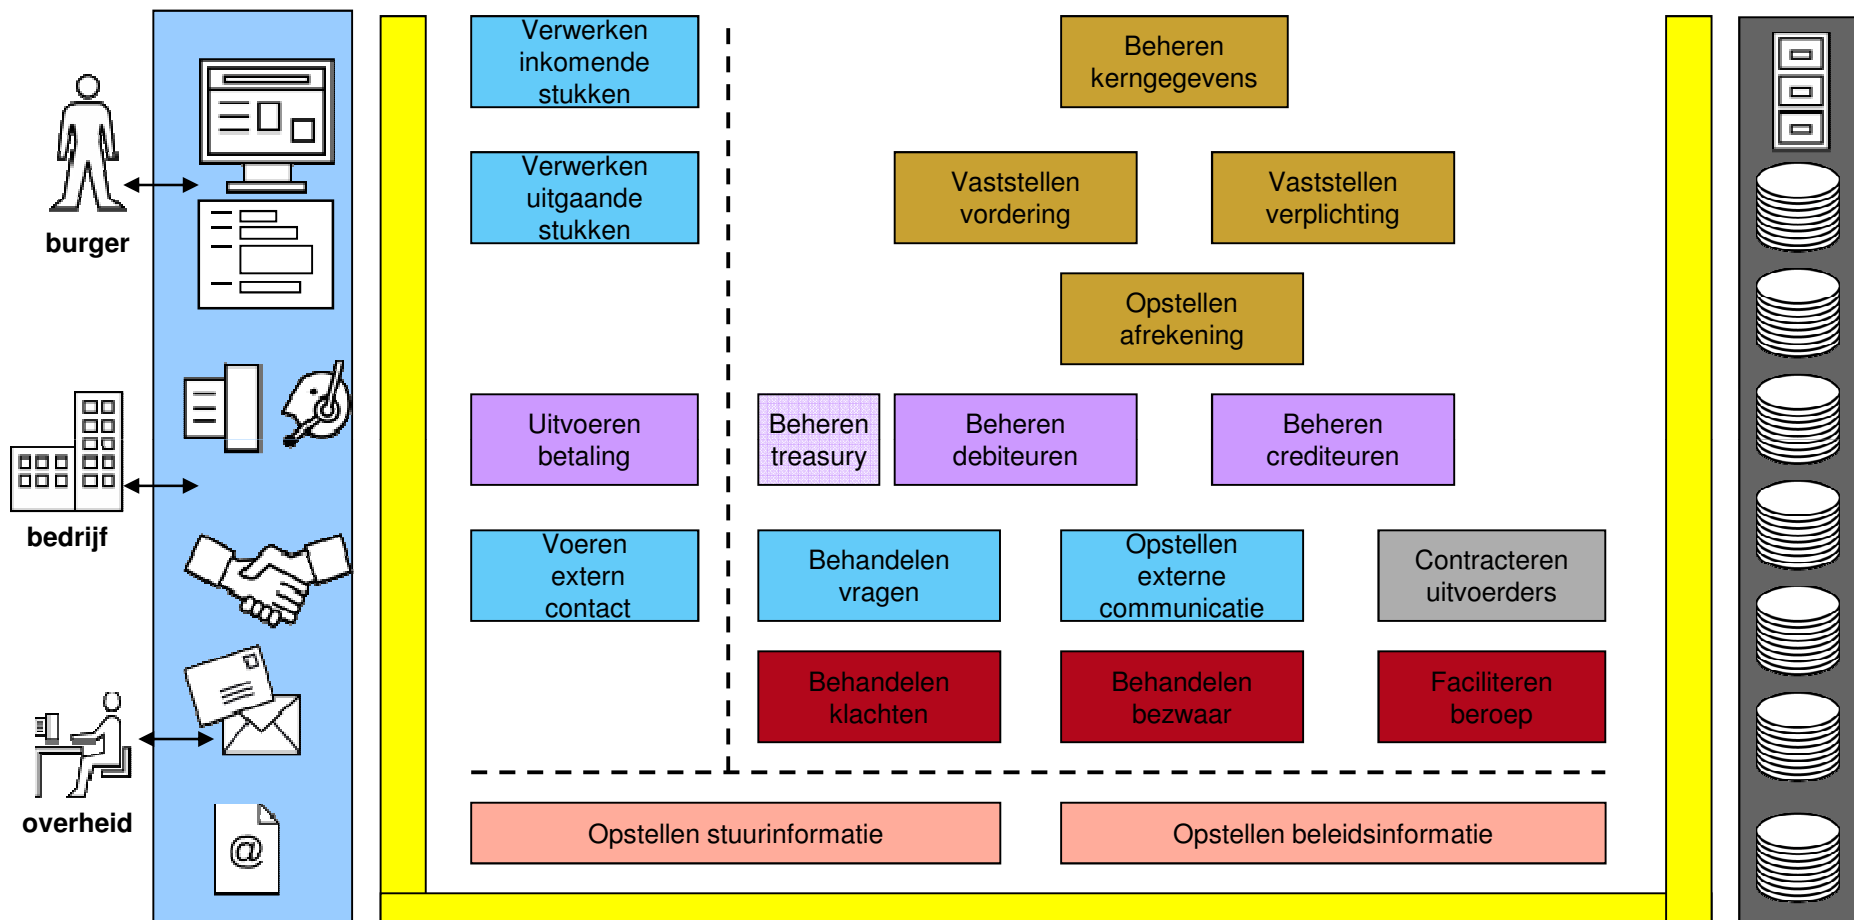 burger
bedrijf
overheid
@
Verwerken
inkomende
stukken
Beheren
kerngegevens
Verwerken
uitgaande
stukken
Vaststellen
vordering
Vaststellen
verplichting
Opstellen
afrekening
Uitvoeren
betaling
Beheren
treasury
Beheren
debiteuren
Beheren
crediteuren
Voeren
extern
contact
Behandelen
vragen
Opstellen
externe
communicatie
Contracteren
uitvoerders
Behandelen
klachten
Behandelen
bezwaar
Faciliteren
beroep
Opstellen stuurinformatie
Opstellen beleidsinformatie